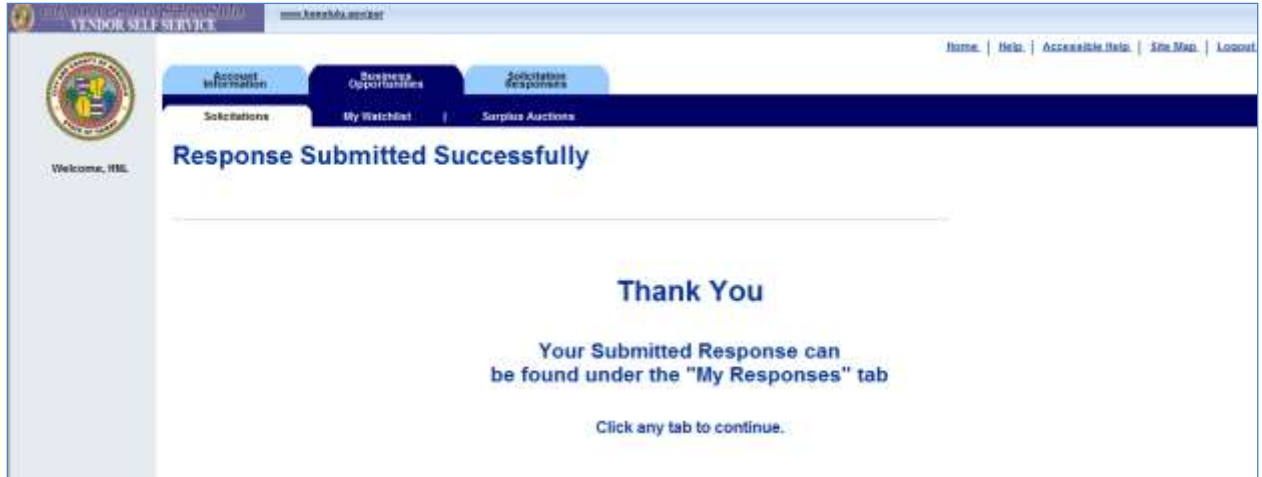 VENDOR SELF SERVICE
www.honolulu.gov/pur
Home | Help | Accessible Help | Site Map | Logout
Account Information
Business Opportunities
Solicitation Responses
Solicitations
My Watchlist | Surplus Auctions
Welcome, HNL
Response Submitted Successfully
Thank You
Your Submitted Response can
be found under the "My Responses" tab
Click any tab to continue.